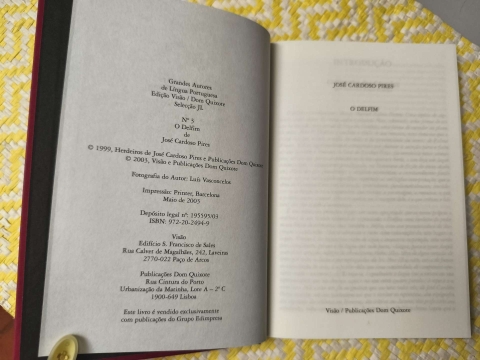 Grandes Autores
de Língua Portuguesa
Edição Visão / Dom Quixote
Selecção JL
Nº 5
O Delfim
de
José Cardoso Pires
© 1999, Herdeiros de José Cardoso Pires e Publicações Dom Quixote
© 2003, Visão e Publicações Dom Quixote
Fotografia do Autor: Luís Vasconcelos
Impressão: Printer, Barcelona
Maio de 2003
Depósito legal nº. 195195/03
ISBN: 972-20-2494-9
Visão
Edifício S. Francisco de Sales
Rua Calvet de Magalhães, 242, Laveiras
2770-022 Paço de Arcos
Publicações Dom Quixote
Rua Cintura do Porto
Urbanização da Matinha, Lote A – 2º C
1900-649 Lisboa
Este livro é vendido exclusivamente
com publicações do Grupo Edimpresa
JOSÉ CARDOSO PIRES
O DELFIM
Visão / Publicações Dom Quixote